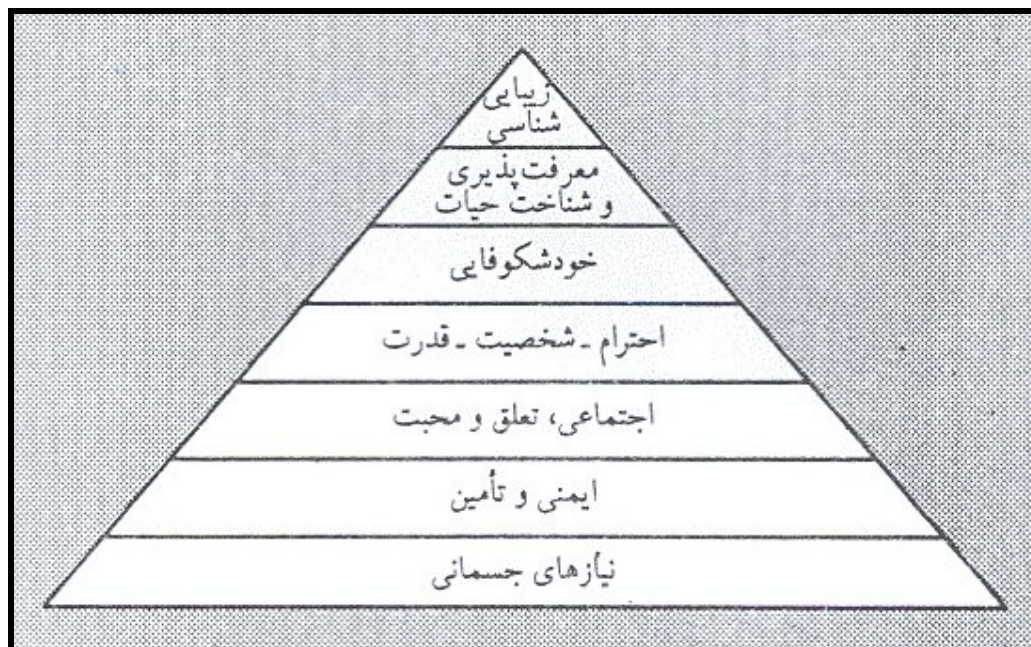 زیبایی
شناسی
معرفت‌پذیری
و شناخت حیات
خودشکوفایی
احترام ـ شخصیت ـ قدرت
اجتماعی، تعلق و محبت
ایمنی و تأمین
نیازهای جسمانی